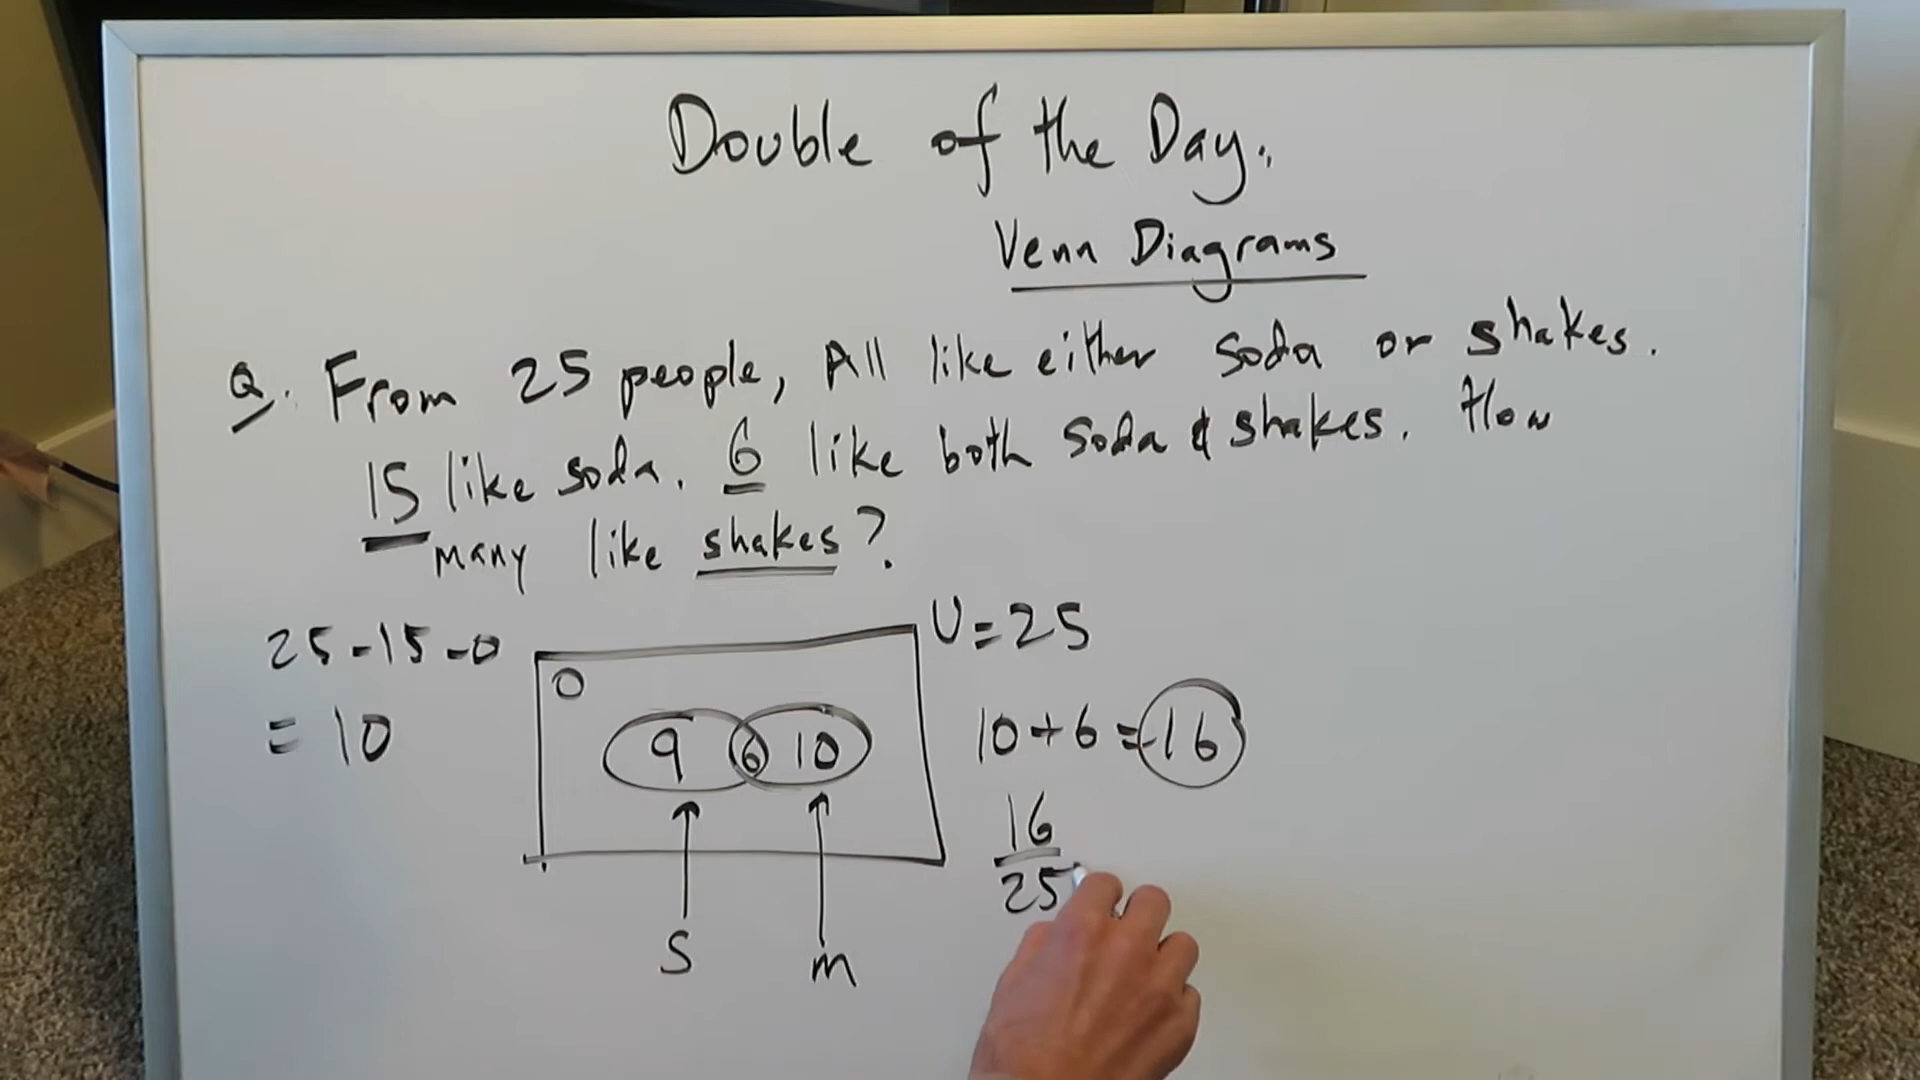 Double of the Day.
Venn Diagrams
Q. From 25 people, All like either soda or shakes.
15 like soda. 6 like both soda & shakes. How
many like shakes?
25-15-0
= 10
U=25
0
9 6 10
10+6=16
16
25
S
m